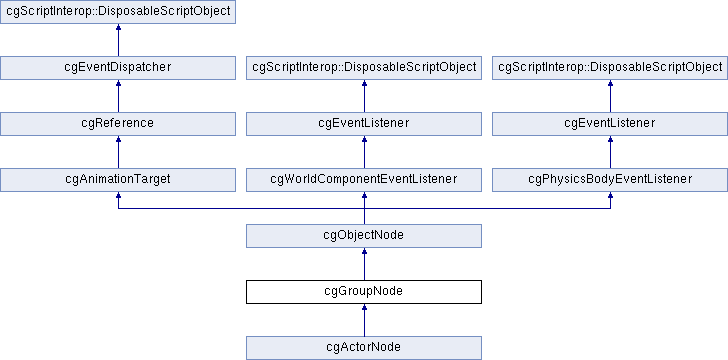 cgScriptInterop::DisposableScriptObject
cgEventDispatcher
cgScriptInterop::DisposableScriptObject
cgScriptInterop::DisposableScriptObject
cgReference
cgEventListener
cgEventListener
cgAnimationTarget
cgWorldComponentEventListener
cgPhysicsBodyEventListener
cgObjectNode
cgGroupNode
cgActorNode